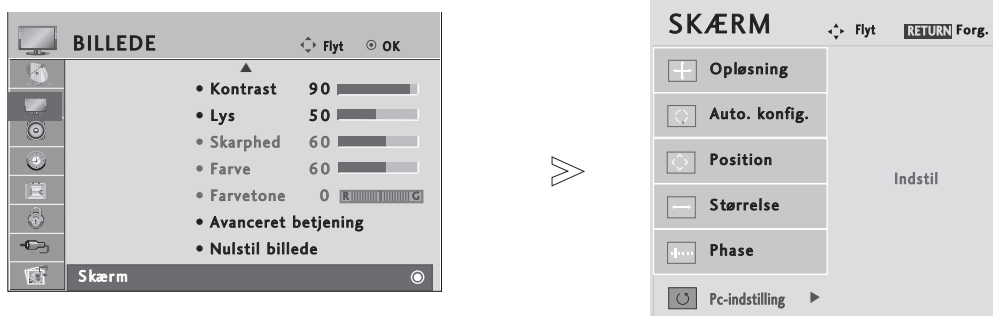 BILLEDE
Flyt
OK
• Kontrast 90
• Lys 50
• Skarphed 60
• Farve 60
• Farvetone 0 R G
• Avanceret betjening
• Nulstil billede
Skærm
SKÆRM
Flyt
RETURN Forg.
Opløsning
Auto. konfig.
Position
Størrelse
Phase
Pc-indstilling
Indstil